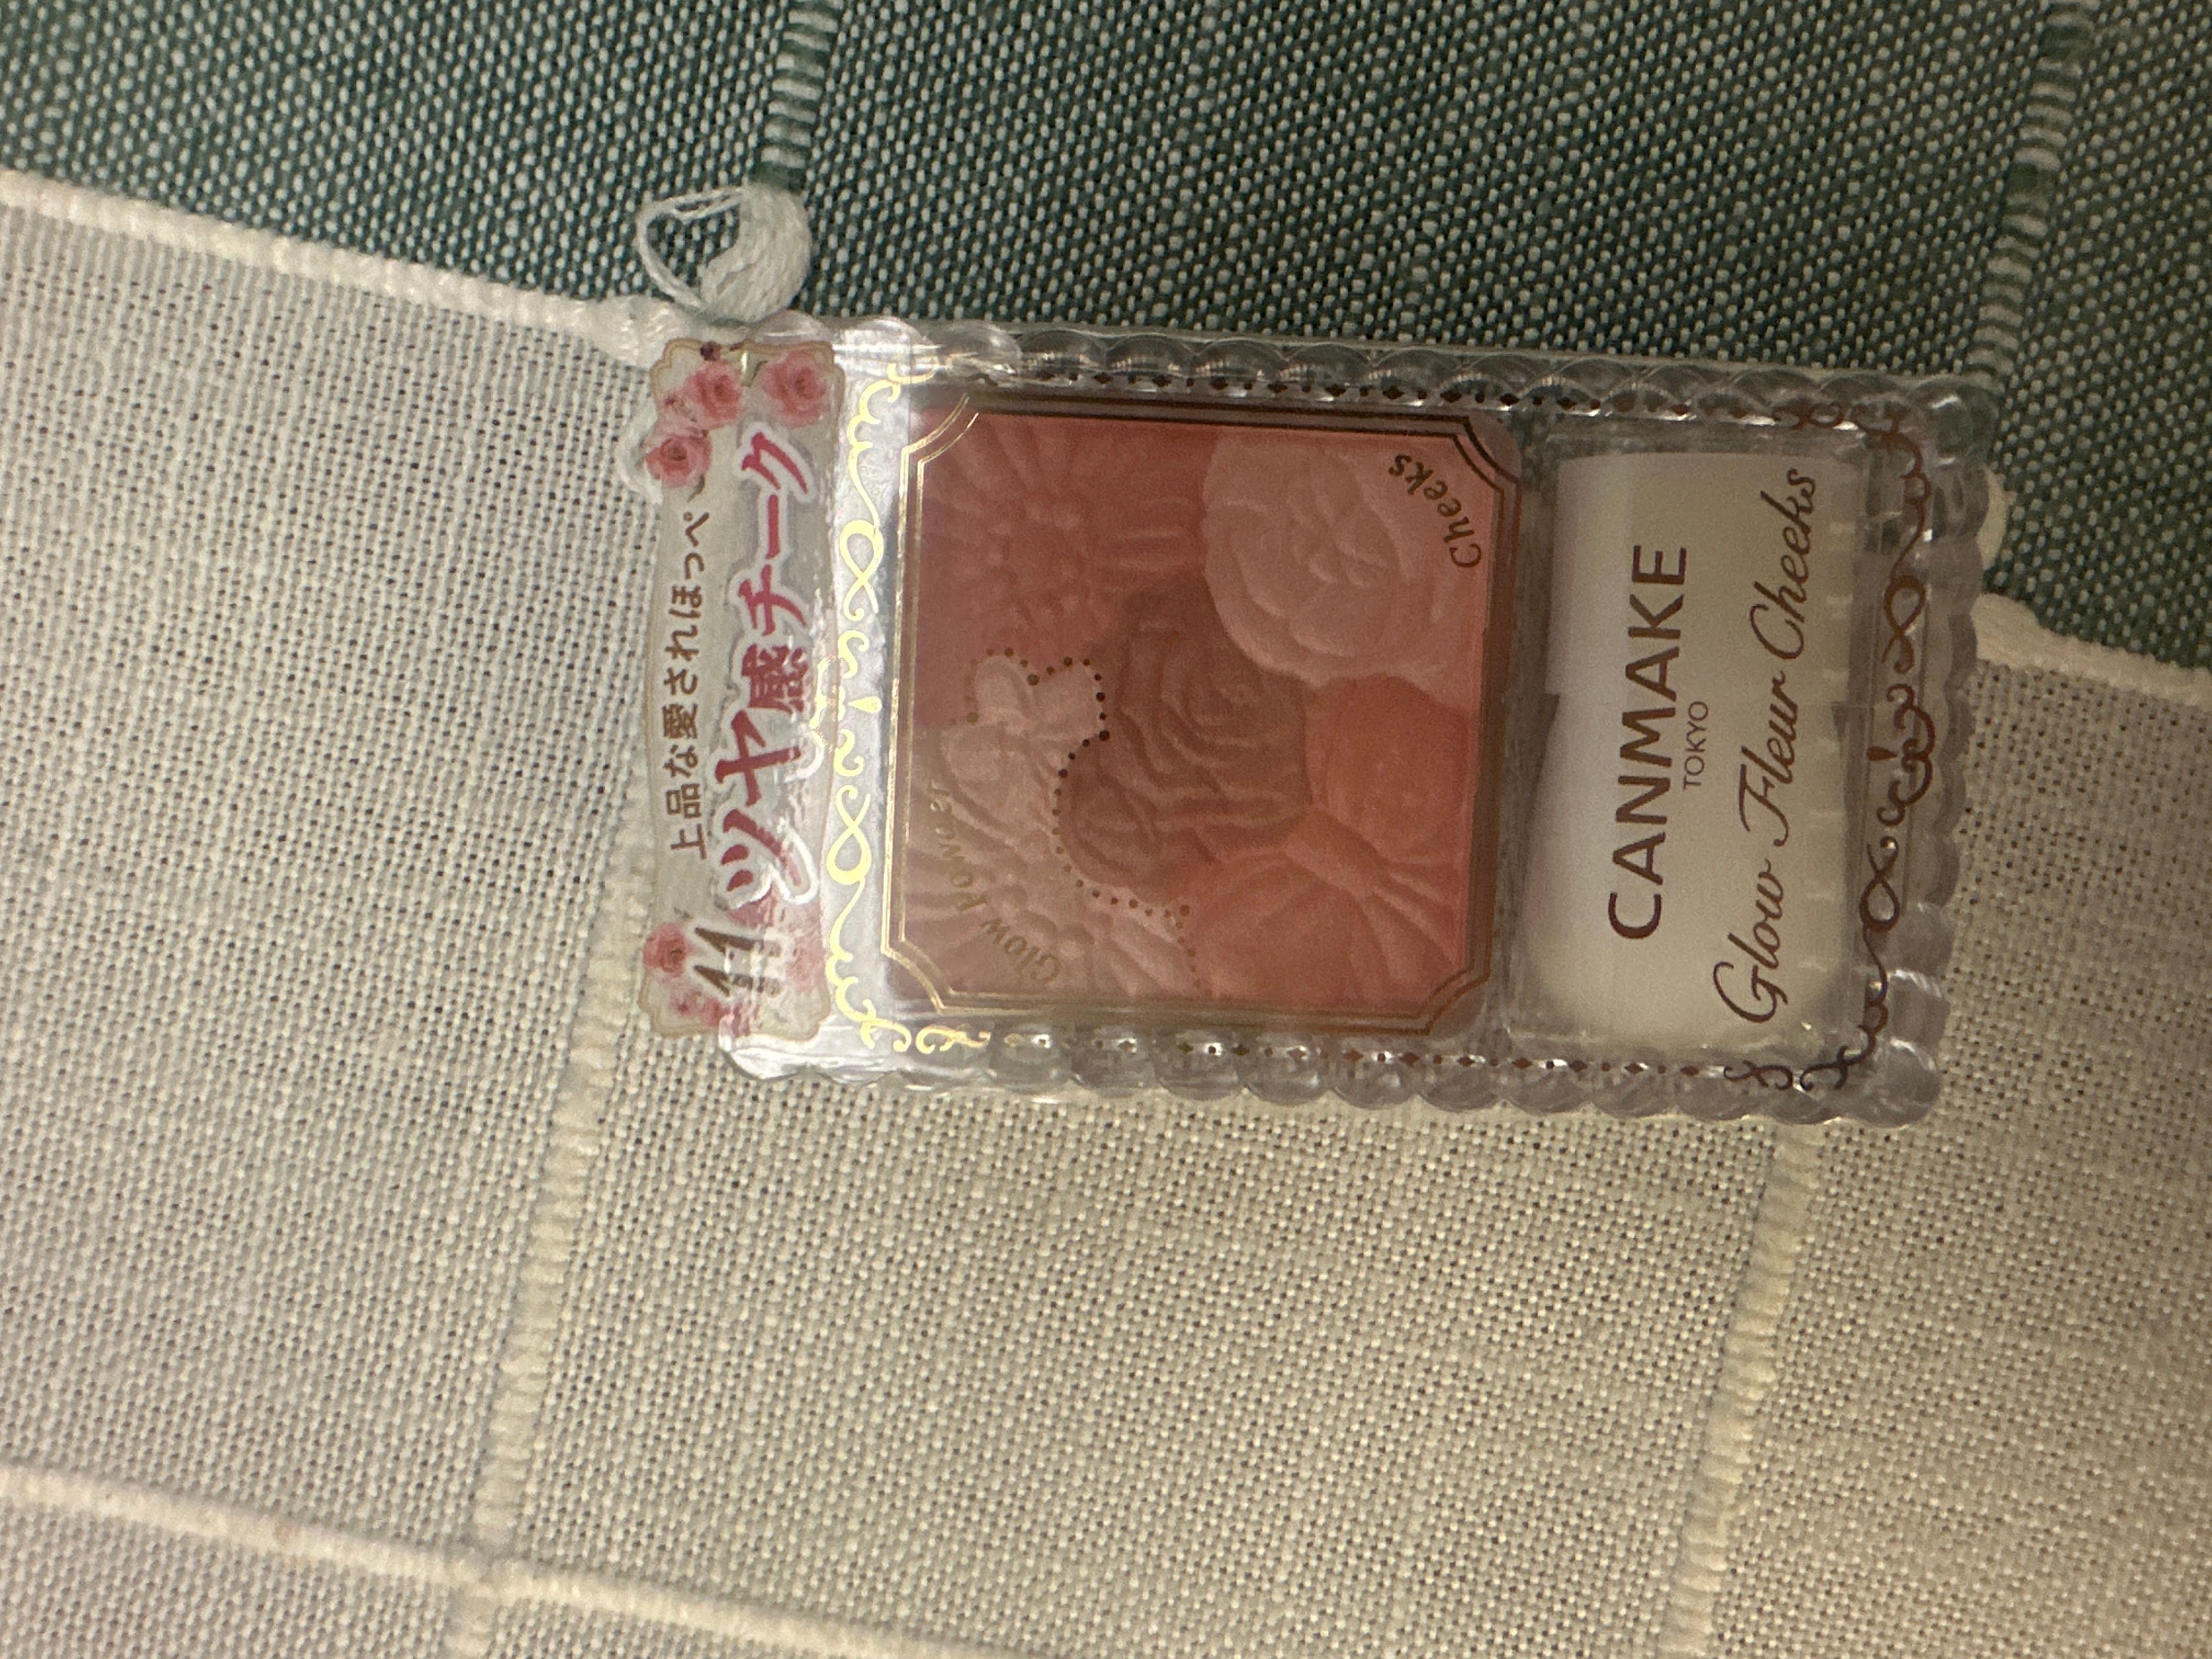 上品な愛されほっぺ
11 ツヤ感チーク
Glow Powder
Cheeks
CANMAKE
TOKYO
Glow Fleur Cheeks